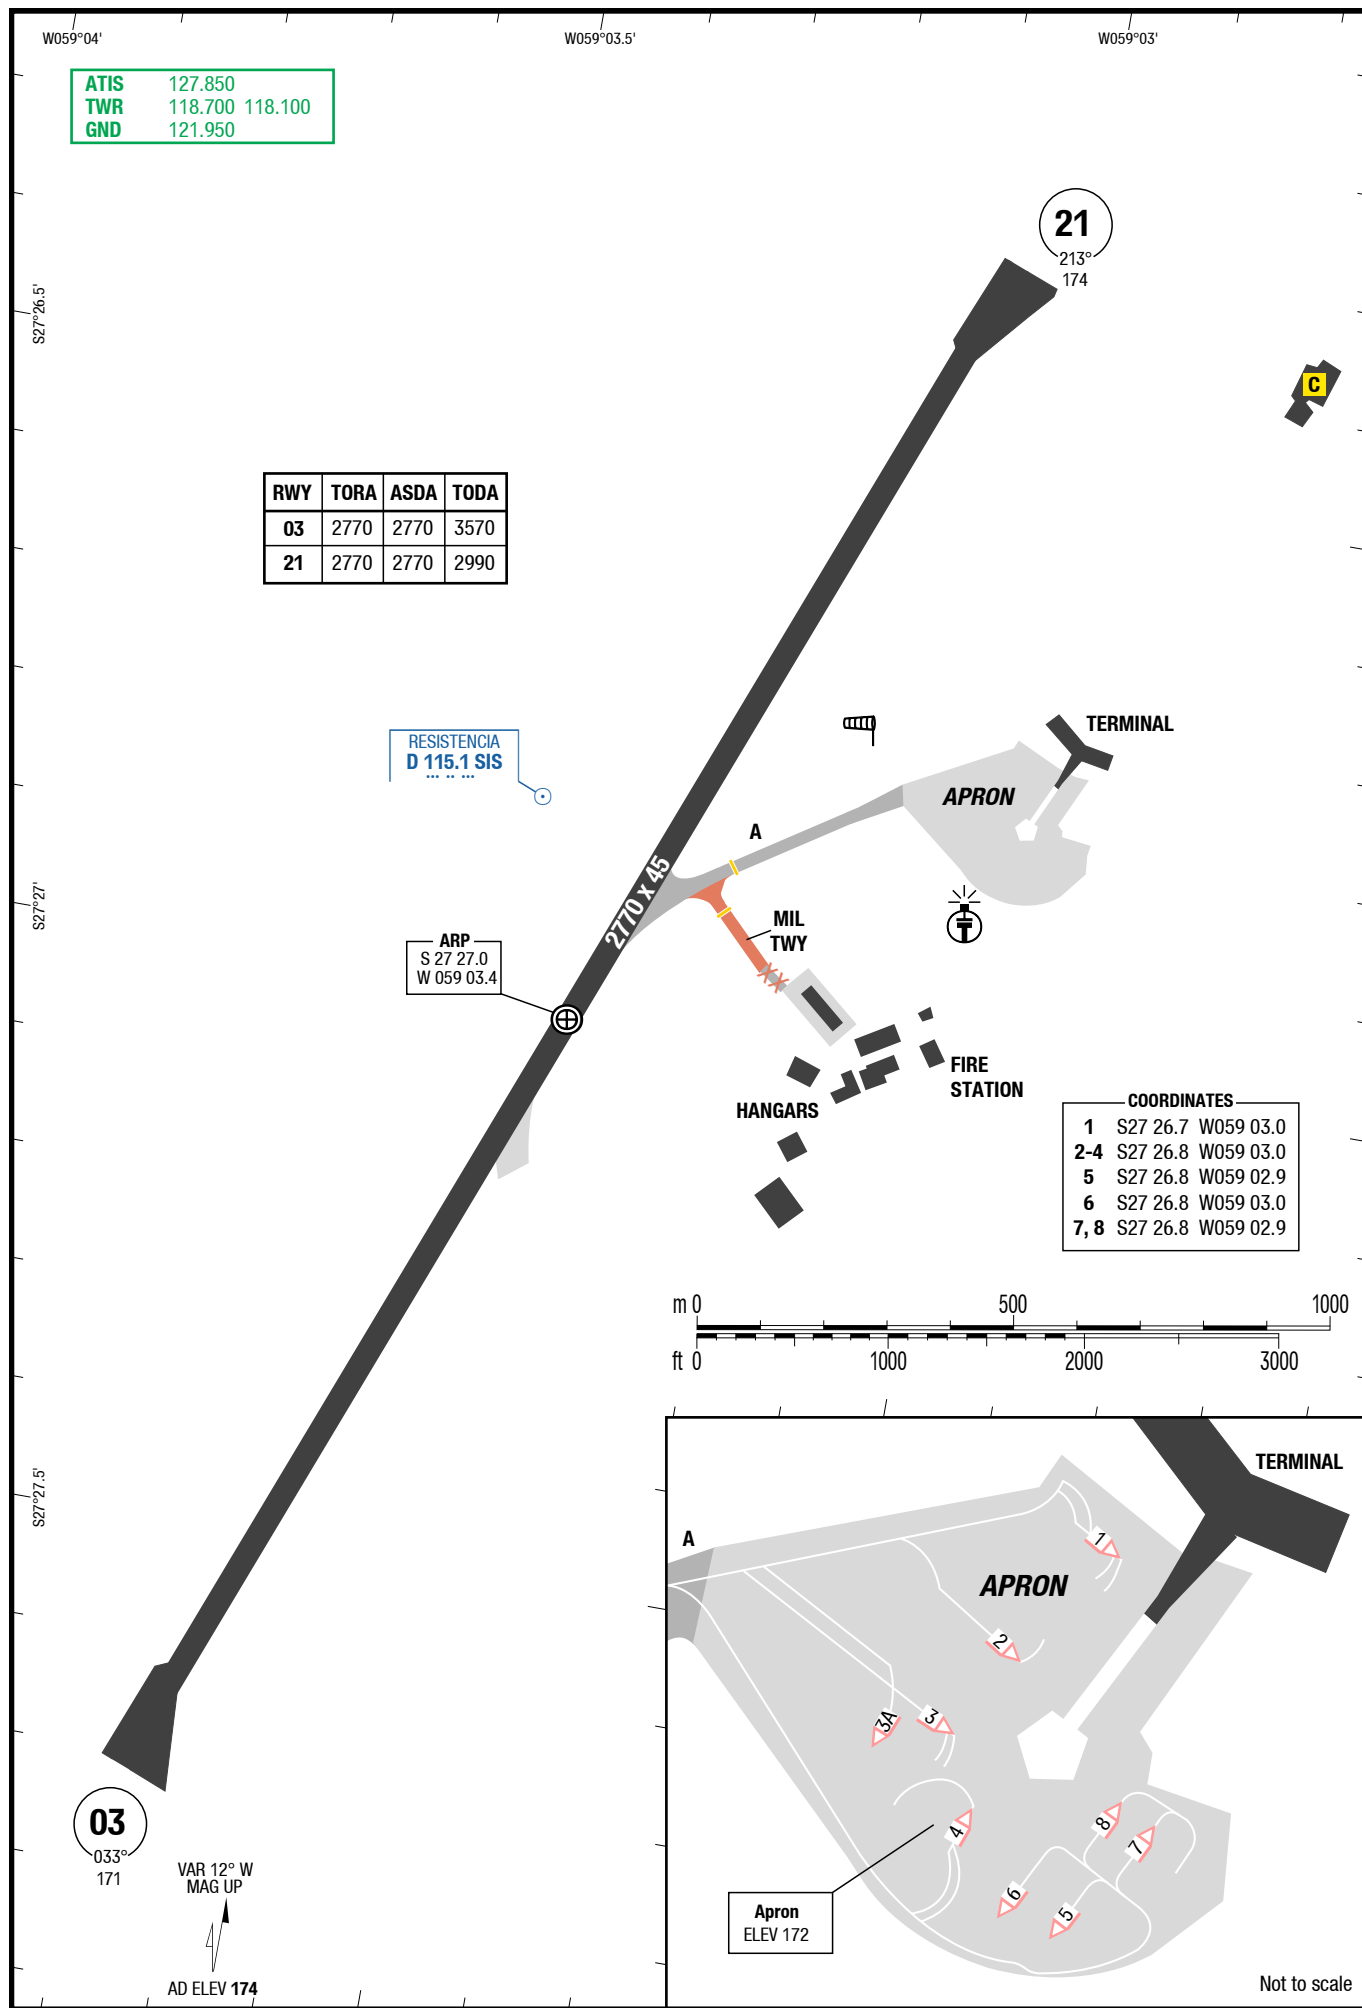 W059°04'
W059°03.5'
W059°03'
ATIS 127.850
TWR 118.700 118.100
GND 121.950
21
213°
174
S27°26.5'
C
RWY TORA ASDA TODA
03 2770 2770 3570
21 2770 2770 2990
RESISTENCIA
D 115.1 SIS
TERMINAL
APRON
A
2770 x 45
S27°27'
MIL
TWY
ARP
S 27 27.0
W 059 03.4
FIRE
STATION
HANGARS
COORDINATES
1 S27 26.7 W059 03.0
2-4 S27 26.8 W059 03.0
5 S27 26.8 W059 02.9
6 S27 26.8 W059 03.0
7, 8 S27 26.8 W059 02.9
m 0 500 1000
ft 0 1000 2000 3000
S27°27.5'
TERMINAL
A
1
APRON
2
3A
3
4
8
7
6
5
Apron
ELEV 172
Not to scale
03
033°
171
VAR 12° W
MAG UP
AD ELEV 174